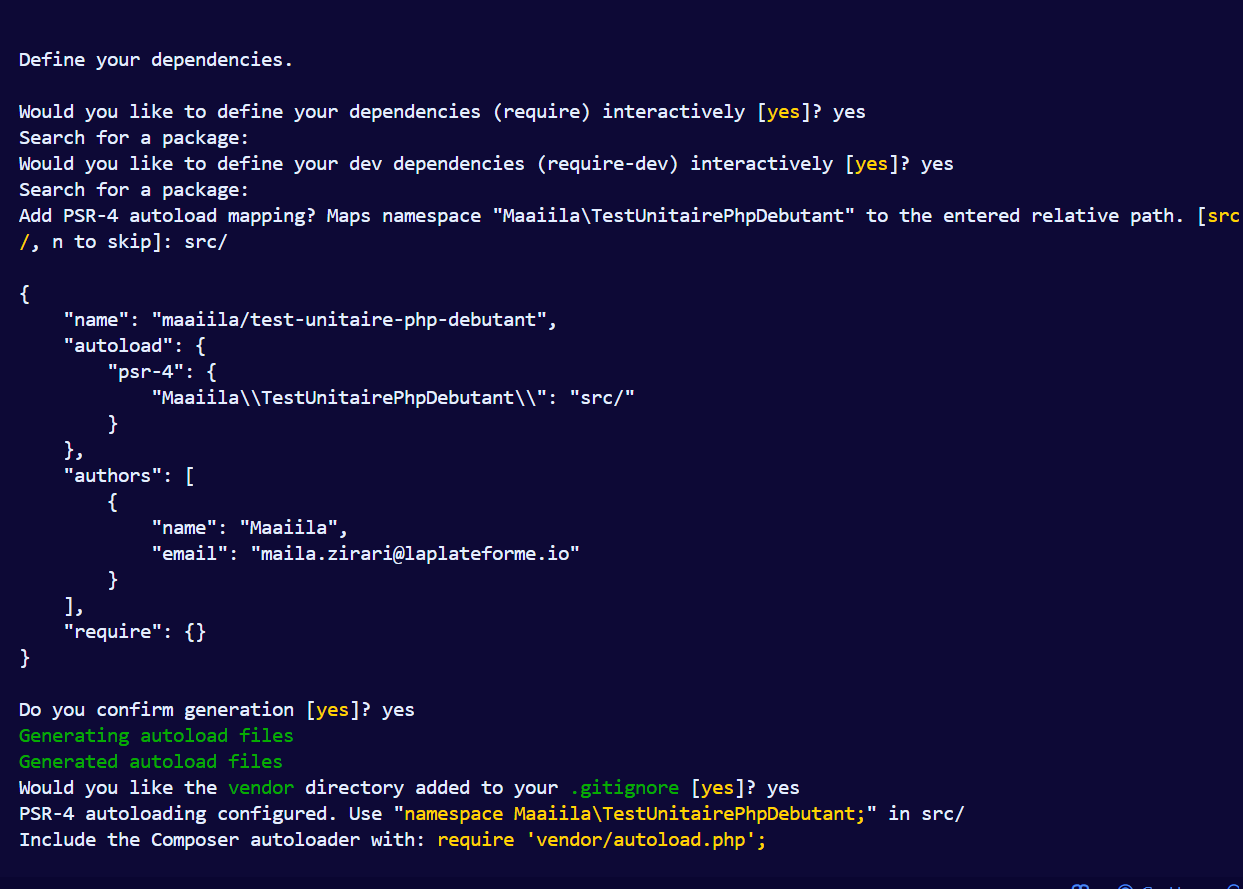 Define your dependencies.
Would you like to define your dependencies (require) interactively [yes]? yes
Search for a package:
Would you like to define your dev dependencies (require-dev) interactively [yes]? yes
Search for a package:
Add PSR-4 autoload mapping? Maps namespace "Maaiila\TestUnitairePhpDebutant" to the entered relative path. [src
/, n to skip]: src/
{
    "name": "maaiila/test-unitaire-php-debutant",
    "autoload": {
        "psr-4": {
            "Maaiila\\TestUnitairePhpDebutant\\": "src/"
        }
    },
    "authors": [
        {
            "name": "Maaiila",
            "email": "maila.zirari@laplateforme.io"
        }
    ],
    "require": {}
}
Do you confirm generation [yes]? yes
Generating autoload files
Generated autoload files
Would you like the vendor directory added to your .gitignore [yes]? yes
PSR-4 autoloading configured. Use "namespace Maaiila\TestUnitairePhpDebutant;" in src/
Include the Composer autoloader with: require 'vendor/autoload.php';